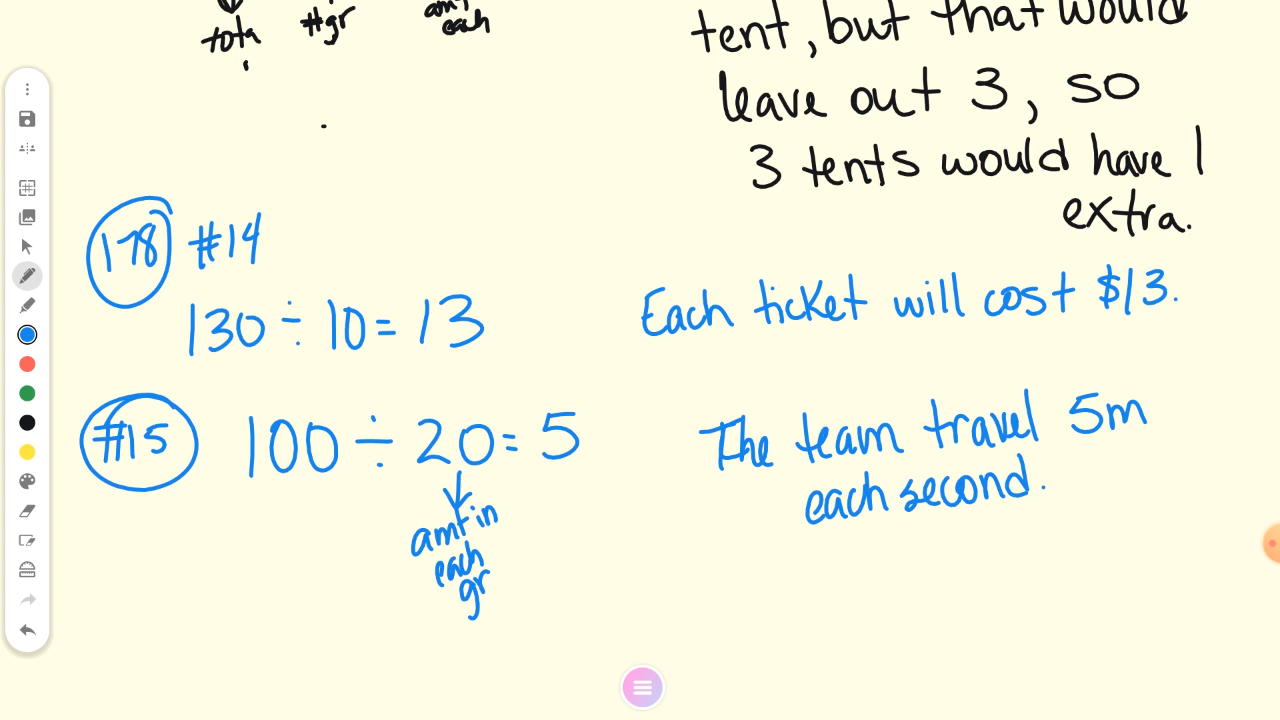 tota
#gr
amt
each
tent, but that would
leave out 3, so
3 tents would have 1
extra.
178 #14
130 ÷ 10 = 13
Each ticket will cost $13.
#15
100 ÷ 20 = 5
The team travel 5m
each second.
amt in
each
gr